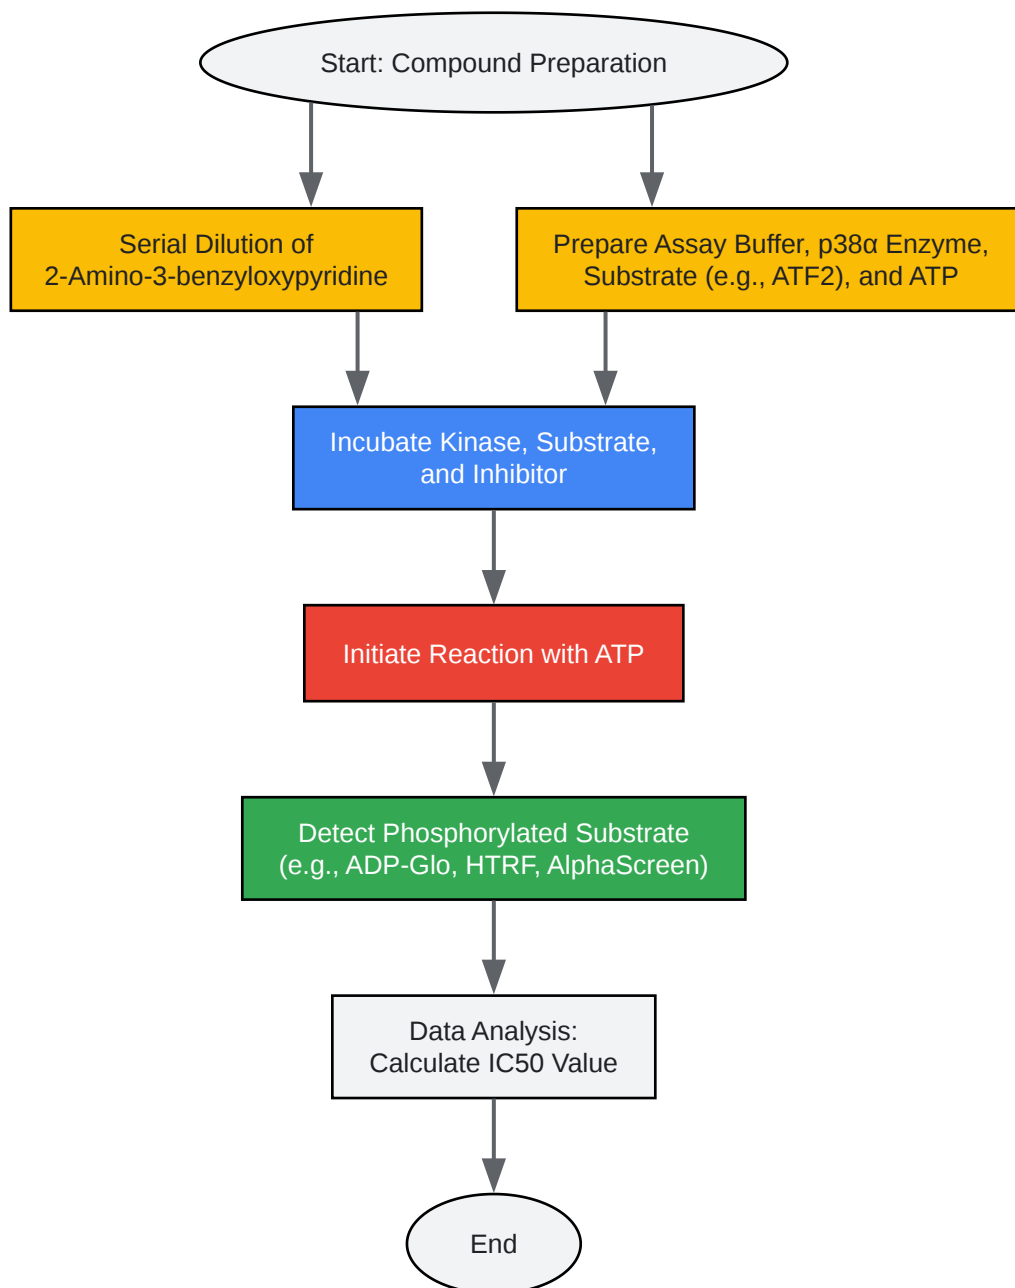 Start: Compound Preparation
Serial Dilution of
2-Amino-3-benzyloxypyridine
Prepare Assay Buffer, p38α Enzyme,
Substrate (e.g., ATF2), and ATP
Incubate Kinase, Substrate,
and Inhibitor
Initiate Reaction with ATP
Detect Phosphorylated Substrate
(e.g., ADP-Glo, HTRF, AlphaScreen)
Data Analysis:
Calculate IC50 Value
End